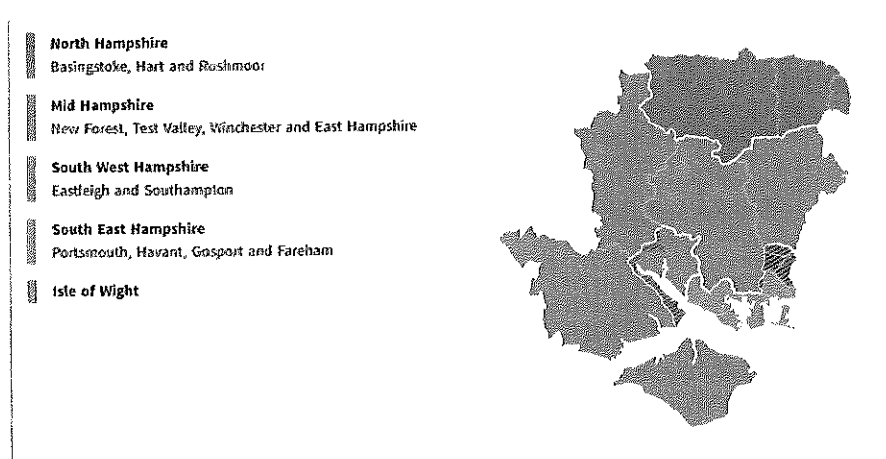 North Hampshire
Basingstoke, Hart and Rushmoor
Mid Hampshire
New Forest, Test Valley, Winchester and East Hampshire
South West Hampshire
Eastleigh and Southampton
South East Hampshire
Portsmouth, Havant, Gosport and Fareham
Isle of Wight